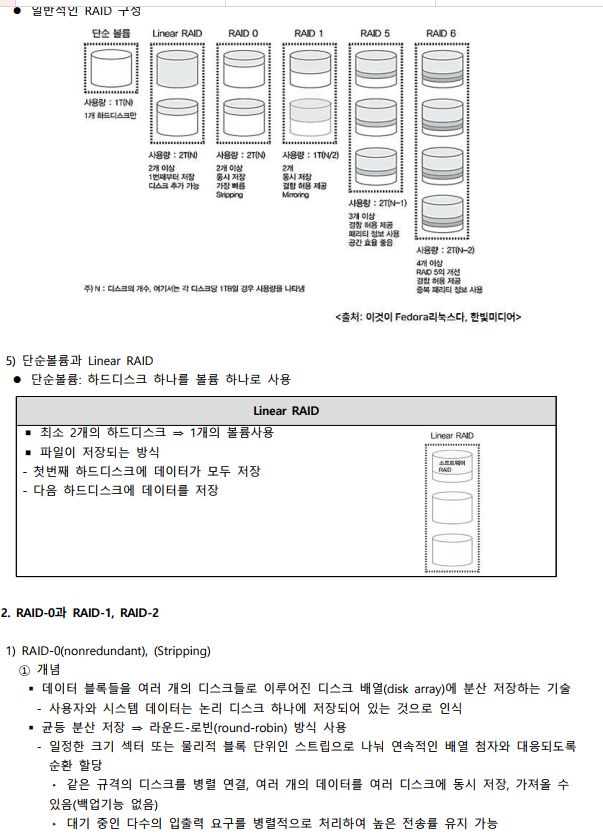 ● 일반적인 RAID 구성
단순 볼륨 Linear RAID RAID 0 RAID 1 RAID 5 RAID 6
사용량 : 1T(N)
1개 하드디스크만
사용량 : 2T(N)
2개 이상
1번째부터 저장
디스크 추가 가능
사용량 : 2T(N)
2개 이상
동시 저장
가장 빠름
Stripping
사용량 : 1T(N/2)
2개
동시 저장
결함 허용 제공
Mirroring
사용량 : 2T(N-1)
3개 이상
결함 허용 제공
패리티 정보 사용
공간 효율 좋음
사용량 : 2T(N-2)
4개 이상
RAID 5의 개선
결함 허용 제공
중복 패리티 정보 사용
주) N : 디스크의 개수, 여기서는 각 디스크당 1TB일 경우 사용량을 나타냄
<출처: 이것이 Fedora리눅스다, 한빛미디어>
5) 단순볼륨과 Linear RAID
● 단순볼륨: 하드디스크 하나를 볼륨 하나로 사용
Linear RAID
▪ 최소 2개의 하드디스크 ⇒ 1개의 볼륨사용
▪ 파일이 저장되는 방식
- 첫번째 하드디스크에 데이터가 모두 저장
- 다음 하드디스크에 데이터를 저장
Linear RAID
소프트웨어
RAID
2. RAID-0과 RAID-1, RAID-2
1) RAID-0(nonredundant), (Stripping)
① 개념
▪ 데이터 블록들을 여러 개의 디스크들로 이루어진 디스크 배열(disk array)에 분산 저장하는 기술
- 사용자와 시스템 데이터는 논리 디스크 하나에 저장되어 있는 것으로 인식
▪ 균등 분산 저장 ⇒ 라운드-로빈(round-robin) 방식 사용
- 일정한 크기 섹터 또는 물리적 블록 단위인 스트립으로 나눠 연속적인 배열 첨자와 대응되도록
순환 할당
‣ 같은 규격의 디스크를 병렬 연결, 여러 개의 데이터를 여러 디스크에 동시 저장, 가져올 수
있음(백업기능 없음)
‣ 대기 중인 다수의 입출력 요구를 병렬적으로 처리하여 높은 전송률 유지 가능